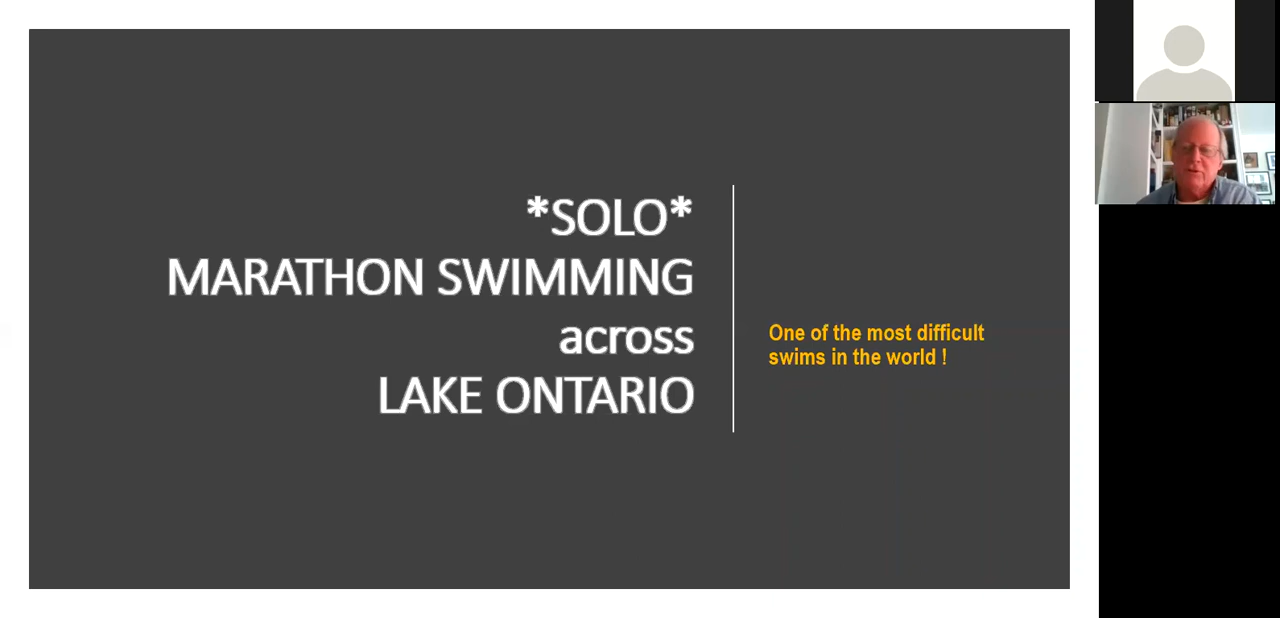 *SOLO*
MARATHON SWIMMING
across
LAKE ONTARIO
One of the most difficult
swims in the world !